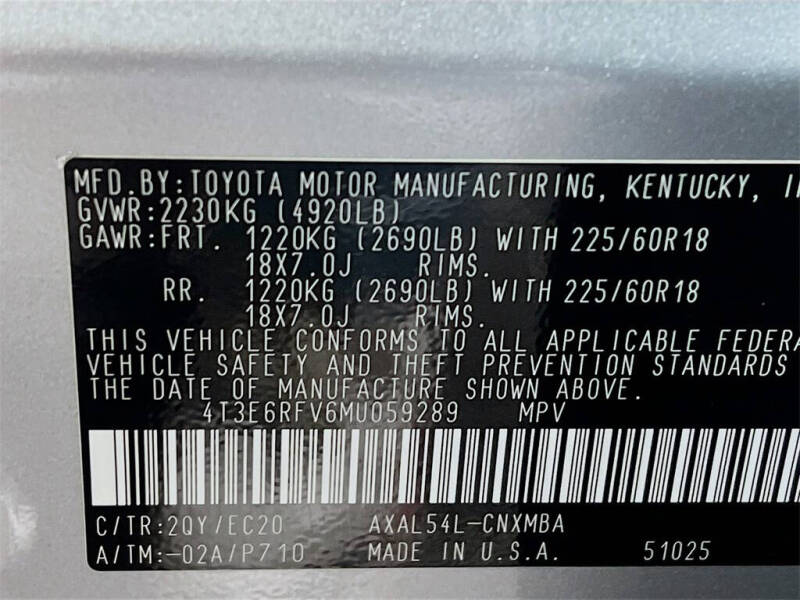 MFD.BY:TOYOTA MOTOR MANUFACTURING, KENTUCKY,
GVWR:2230KG (4920LB)
GAWR:FRT. 1220KG (2690LB) WITH 225/60R18
18X7.0J RIMS.
RR. 1220KG (2690LB) WITH 225/60R18
18X7.0J RIMS.
THIS VEHICLE CONFORMS TO ALL APPLICABLE FEDERA
VEHICLE SAFETY AND THEFT PREVENTION STANDARDS
THE DATE OF MANUFACTURE SHOWN ABOVE.
4T3E6RFV6MU059289 MPV
C/TR:2QY/EC20 AXAL54L-CNXMBA
A/TM:-02A/P710 MADE IN U.S.A. 51025